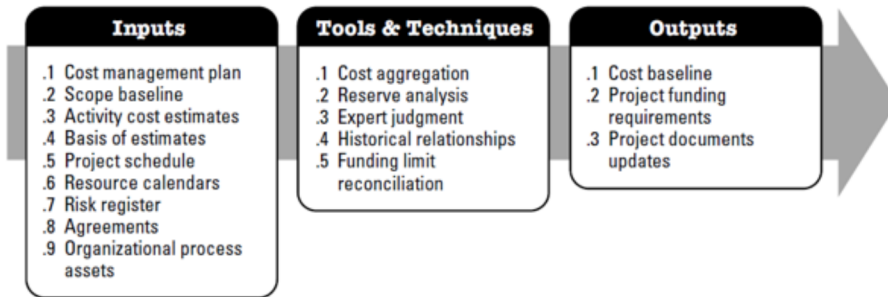 Inputs
.1 Cost management plan
.2 Scope baseline
.3 Activity cost estimates
.4 Basis of estimates
.5 Project schedule
.6 Resource calendars
.7 Risk register
.8 Agreements
.9 Organizational process
assets
Tools & Techniques
.1 Cost aggregation
.2 Reserve analysis
.3 Expert judgment
.4 Historical relationships
.5 Funding limit
reconciliation
Outputs
.1 Cost baseline
.2 Project funding
requirements
.3 Project documents
updates